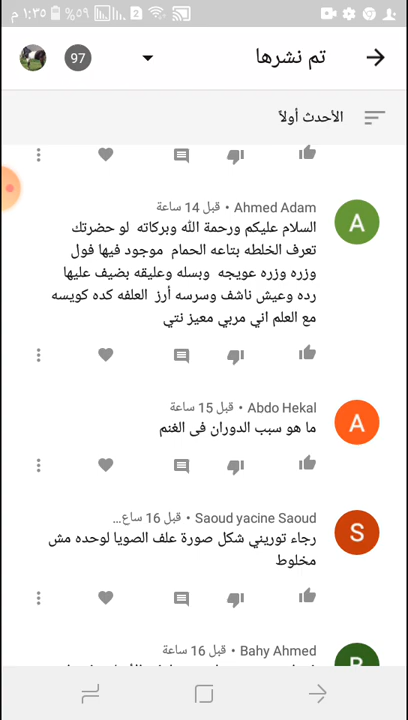 ١:٣٥ م ٥٩% 2
تم نشرها 97
الأحدث أولاً
Ahmed Adam • قبل 14 ساعة
السلام عليكم ورحمة الله وبركاته لو حضرتك
تعرف الخلطه بتاعه الحمام موجود فيها فول
وزره وزره عويجه وبسله وعليقه بضيف عليها
رده وعيش ناشف وسرسه أرز العلفه كده كويسه
مع العلم اني مربي معيز نتي
A
Abdo Hekal • قبل 15 ساعة
ما هو سبب الدوران فى الغنم
A
Saoud yacine Saoud • قبل 16 ساع...
رجاء توريني شكل صورة علف الصويا لوحده مش
مخلوط
S
Bahy Ahmed • قبل 16 ساعة
B